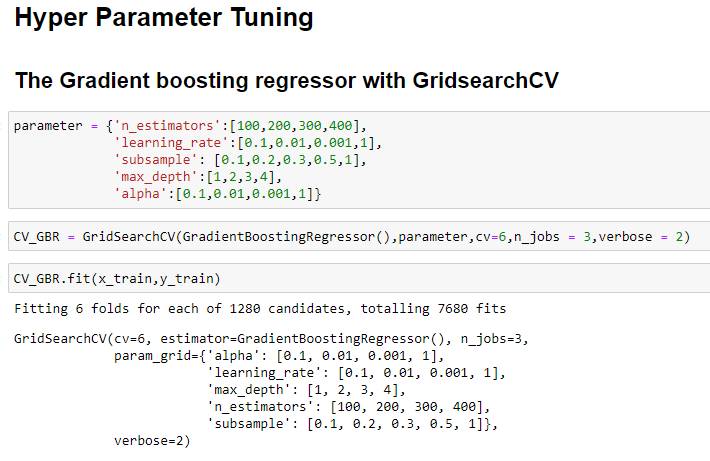 Hyper Parameter Tuning
The Gradient boosting regressor with GridsearchCV
parameter = {'n_estimators':[100,200,300,400],
'learning_rate':[0.1,0.01,0.001,1],
'subsample': [0.1,0.2,0.3,0.5,1],
'max_depth':[1,2,3,4],
'alpha':[0.1,0.01,0.001,1]}
CV_GBR = GridSearchCV(GradientBoostingRegressor(),parameter,cv=6,n_jobs = 3,verbose = 2)
CV_GBR.fit(x_train,y_train)
Fitting 6 folds for each of 1280 candidates, totalling 7680 fits
GridSearchCV(cv=6, estimator=GradientBoostingRegressor(), n_jobs=3,
param_grid={'alpha': [0.1, 0.01, 0.001, 1],
'learning_rate': [0.1, 0.01, 0.001, 1],
'max_depth': [1, 2, 3, 4],
'n_estimators': [100, 200, 300, 400],
'subsample': [0.1, 0.2, 0.3, 0.5, 1]},
verbose=2)